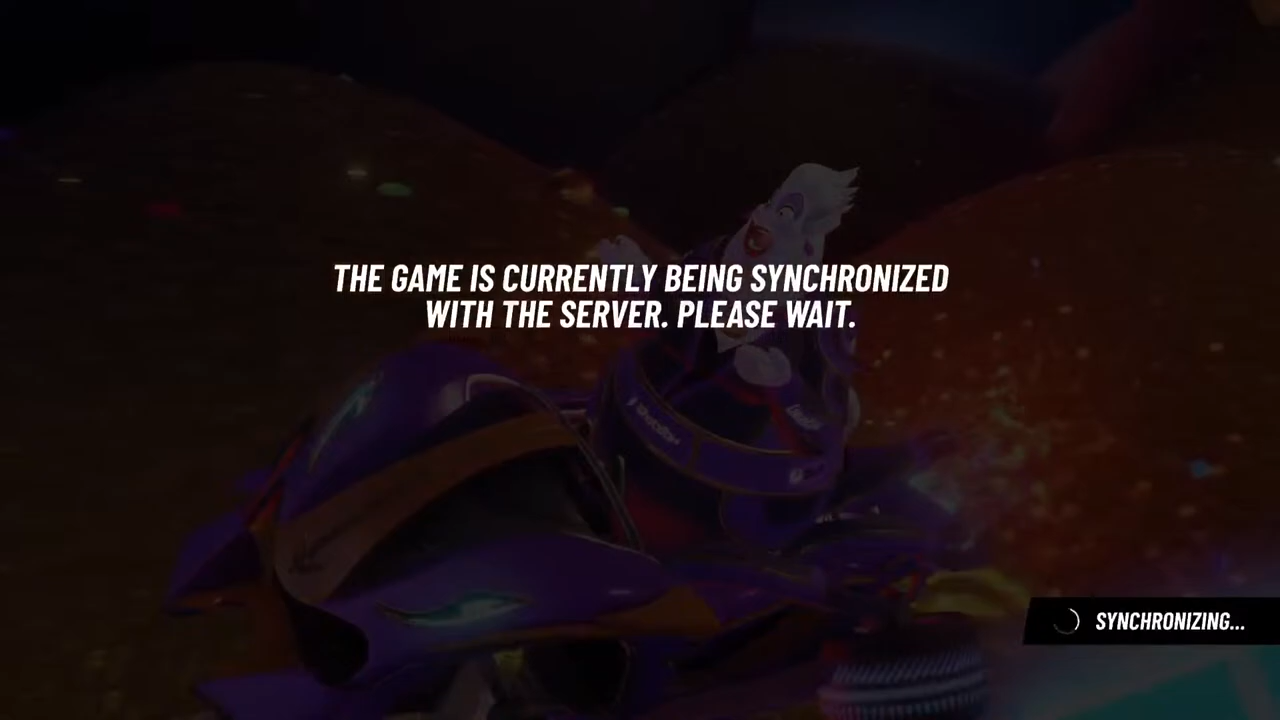 THE GAME IS CURRENTLY BEING SYNCHRONIZED
WITH THE SERVER. PLEASE WAIT.
SYNCHRONIZING...